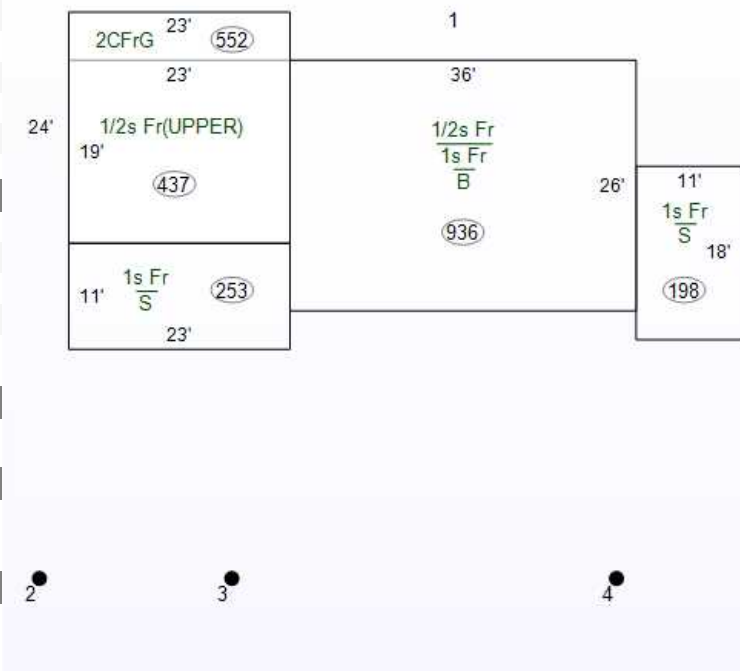 1
23'
2CFrG
552
23'
36'
24'
1/2s Fr(UPPER)
19'
437
1/2s Fr
1s Fr
B
936
26'
11'
1s Fr
S
18'
198
11'
1s Fr
S
253
23'
2
3
4